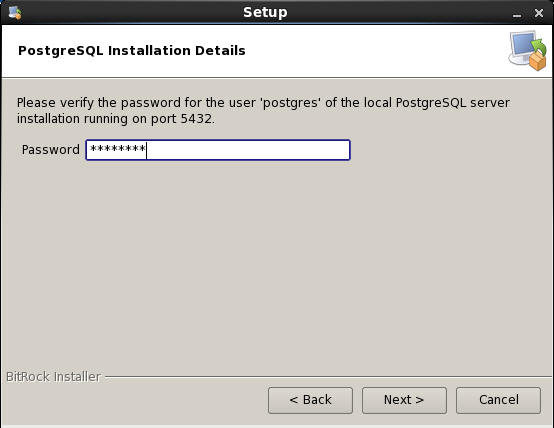 Setup
PostgreSQL Installation Details
Please verify the password for the user 'postgres' of the local PostgreSQL server
installation running on port 5432.
Password ********
BitRock Installer
< Back Next > Cancel